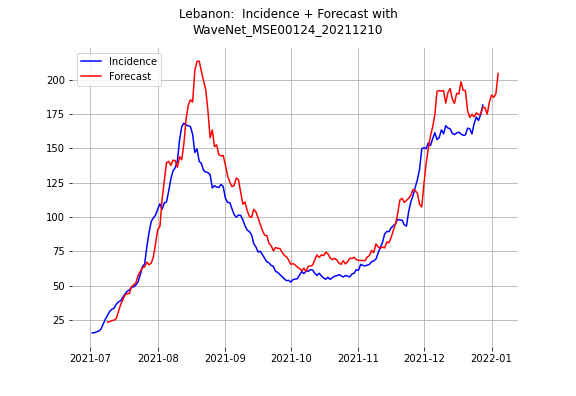 Lebanon:  Incidence + Forecast with
WaveNet_MSE00124_20211210
Incidence
Forecast
200
175
150
125
100
75
50
25
2021-07 2021-08 2021-09 2021-10 2021-11 2021-12 2022-01